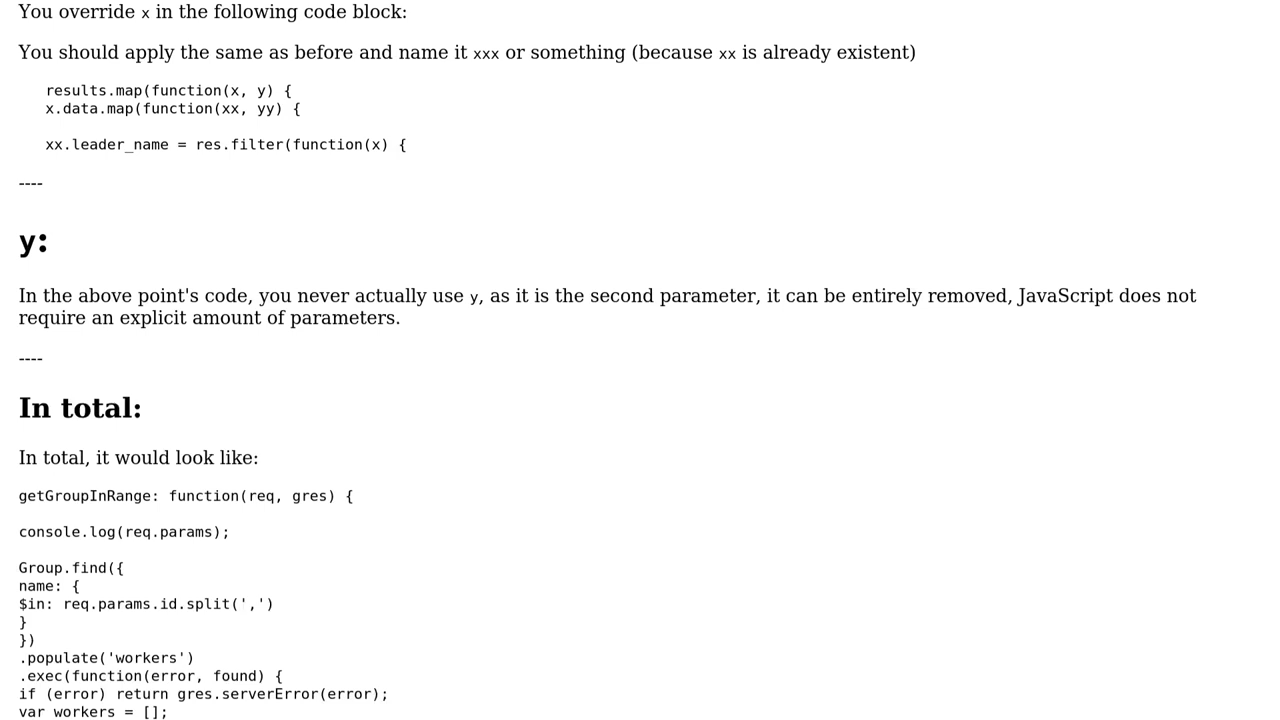 You override x in the following code block:
You should apply the same as before and name it xxx or something (because xx is already existent)
results.map(function(x, y) {
x.data.map(function(xx, yy) {
xx.leader_name = res.filter(function(x) {
----
y:
In the above point's code, you never actually use y, as it is the second parameter, it can be entirely removed, JavaScript does not
require an explicit amount of parameters.
----
In total:
In total, it would look like:
getGroupInRange: function(req, gres) {
console.log(req.params);
Group.find({
name: {
$in: req.params.id.split(',')
}
})
.populate('workers')
.exec(function(error, found) {
if (error) return gres.serverError(error);
var workers = [];